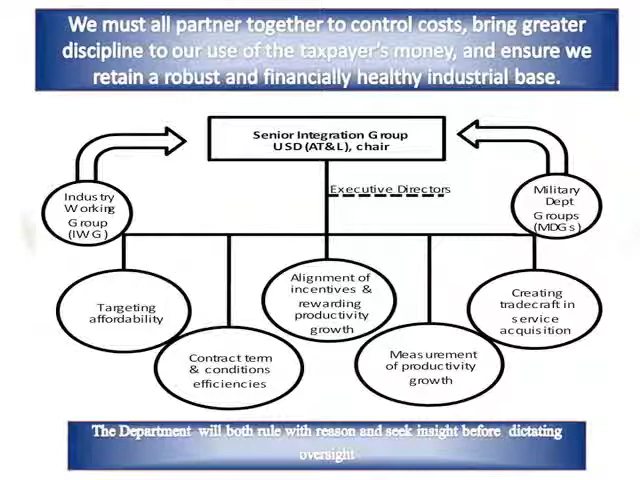 We must all partner together to control costs, bring greater
discipline to our use of the taxpayer's money, and ensure we
retain a robust and financially healthy industrial base.
Senior Integration Group
USD (AT&L), chair
Executive Directors
Industry
Working
Group
(IWG)
Military
Dept
Groups
(MDGs)
Targeting
affordability
Contract term
& conditions
efficiencies
Alignment of
incentives &
rewarding
productivity
growth
Measurement
of productivity
growth
Creating
tradecraft in
service
acquisition
The Department will both rule with reason and seek insight before dictating
oversight